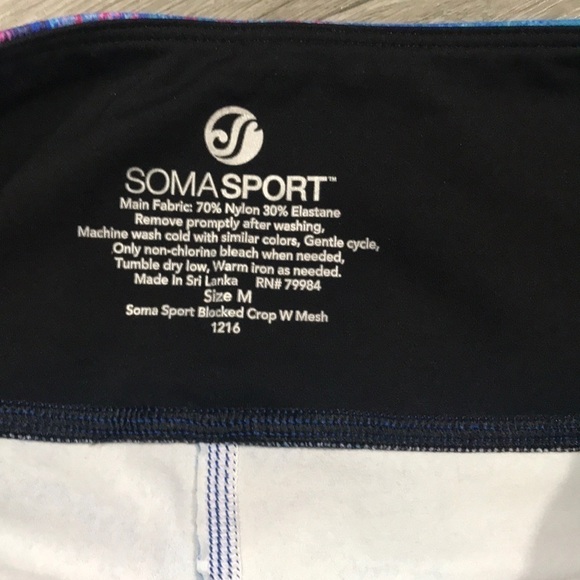 SOMASPORT™
Main Fabric: 70% Nylon 30% Elastane
Remove promptly after washing,
Machine wash cold with similar colors, Gentle cycle,
Only non-chlorine bleach when needed,
Tumble dry low, Warm iron as needed.
Made in Sri Lanka RN# 79984
Size M
Soma Sport Blocked Crop W Mesh
1216